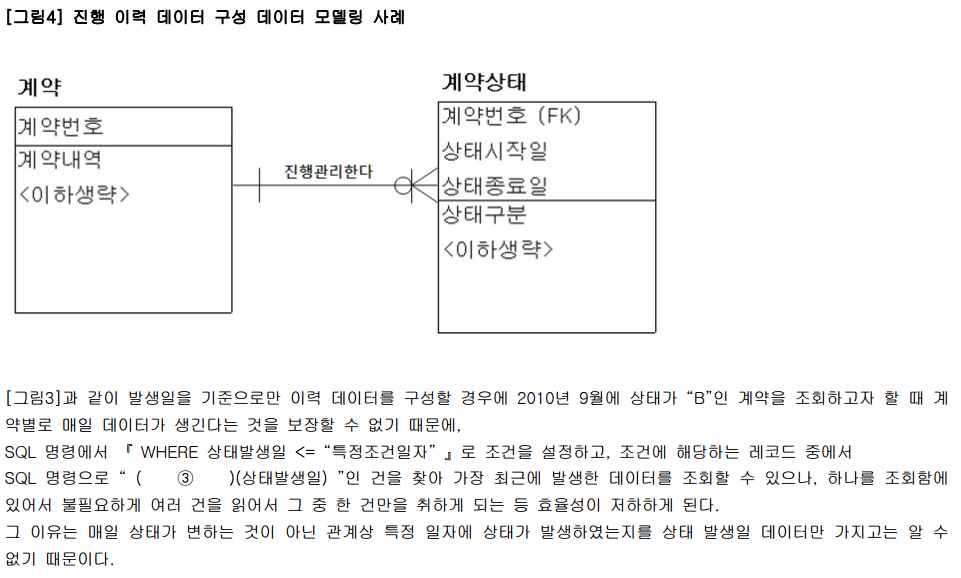 [그림4] 진행 이력 데이터 구성 데이터 모델링 사례
계약
계약번호
계약내역
<이하생략>
진행관리한다
계약상태
계약번호 (FK)
상태시작일
상태종료일
상태구분
<이하생략>
[그림3]과 같이 발생일을 기준으로만 이력 데이터를 구성할 경우에 2010년 9월에 상태가 “B”인 계약을 조회하고자 할 때 계
약별로 매일 데이터가 생긴다는 것을 보장할 수 없기 때문에,
SQL 명령에서 『 WHERE 상태발생일 <= “특정조건일자” 』로 조건을 설정하고, 조건에 해당하는 레코드 중에서
SQL 명령으로 “ ( ③ )(상태발생일) ”인 건을 찾아 가장 최근에 발생한 데이터를 조회할 수 있으나, 하나를 조회함에
있어서 불필요하게 여러 건을 읽어서 그 중 한 건만을 취하게 되는 등 효율성이 저하하게 된다.
그 이유는 매일 상태가 변하는 것이 아닌 관계상 특정 일자에 상태가 발생하였는지를 상태 발생일 데이터만 가지고는 알 수
없기 때문이다.